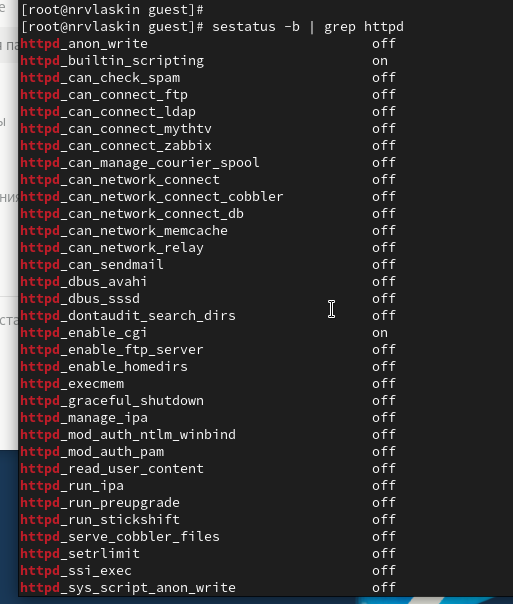 [root@nrvlaskin guest]#
[root@nrvlaskin guest]# sestatus -b | grep httpd
httpd_anon_write off
httpd_builtin_scripting on
httpd_can_check_spam off
httpd_can_connect_ftp off
httpd_can_connect_ldap off
httpd_can_connect_mythtv off
httpd_can_connect_zabbix off
httpd_can_manage_courier_spool off
httpd_can_network_connect off
httpd_can_network_connect_cobbler off
httpd_can_network_connect_db off
httpd_can_network_memcache off
httpd_can_network_relay off
httpd_can_sendmail off
httpd_dbus_avahi off
httpd_dbus_sssd off
httpd_dontaudit_search_dirs off
httpd_enable_cgi on
httpd_enable_ftp_server off
httpd_enable_homedirs off
httpd_execmem off
httpd_graceful_shutdown off
httpd_manage_ipa off
httpd_mod_auth_ntlm_winbind off
httpd_mod_auth_pam off
httpd_read_user_content off
httpd_run_ipa off
httpd_run_preupgrade off
httpd_run_stickshift off
httpd_serve_cobbler_files off
httpd_setrlimit off
httpd_ssi_exec off
httpd_sys_script_anon_write off